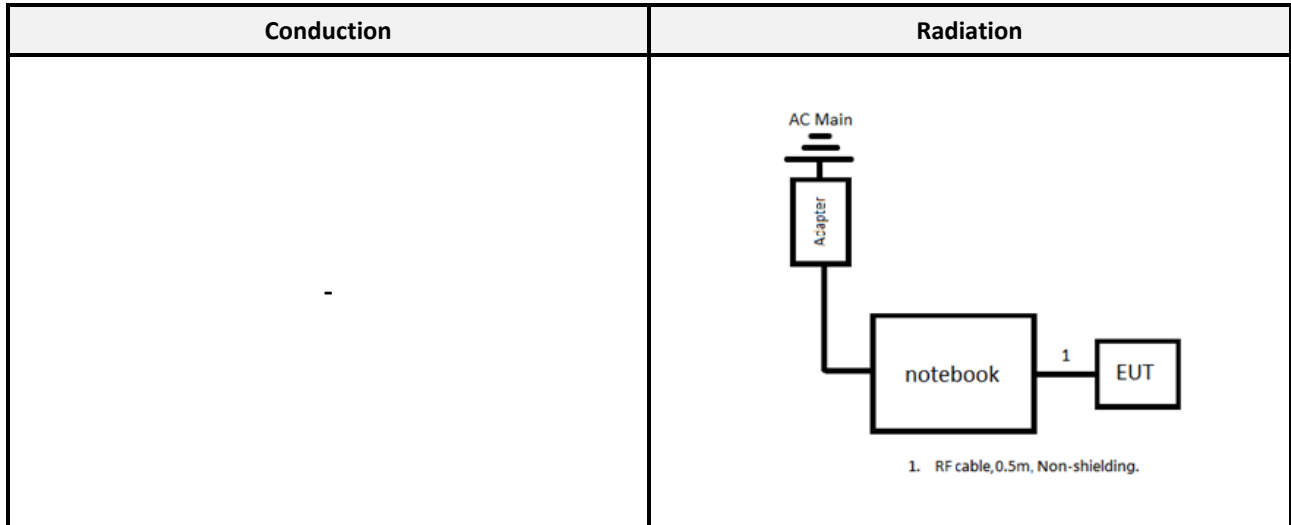 Conduction
Radiation
-
AC Main
Adapter
notebook
1
EUT
1. RF cable,0.5m, Non-shielding.